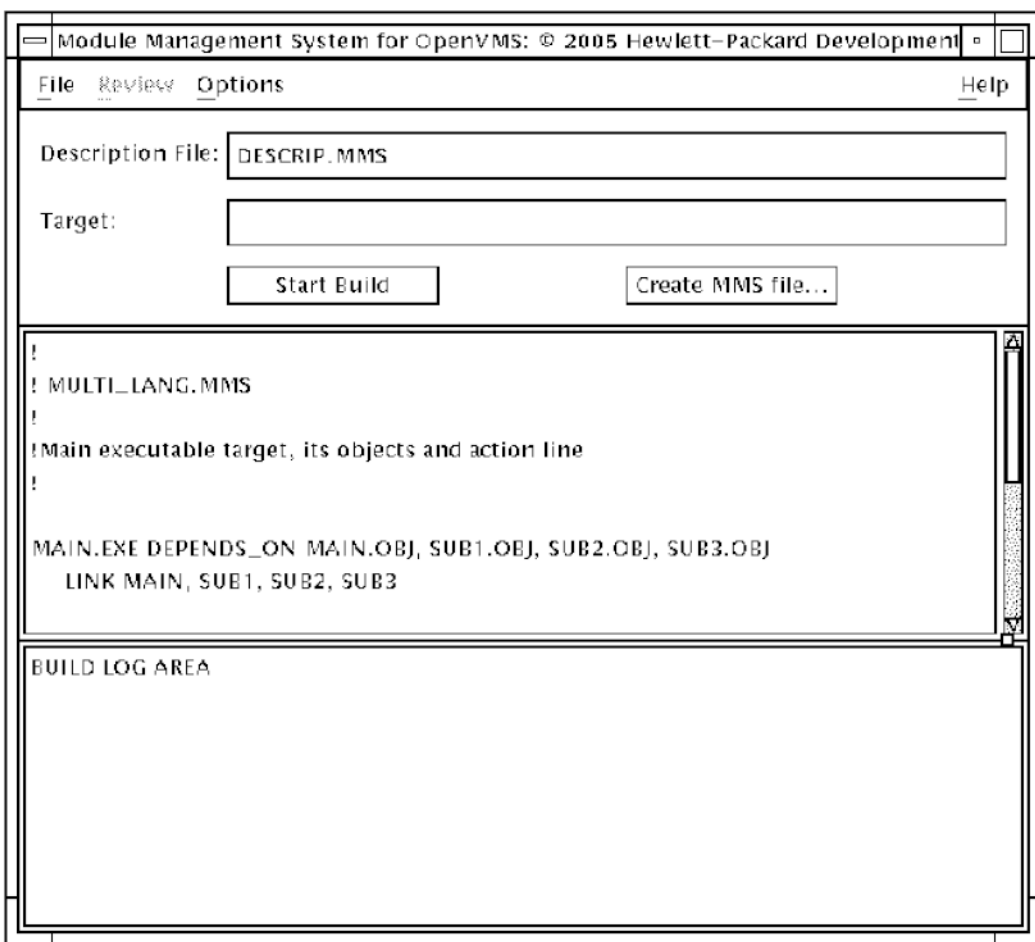 Module Management System for OpenVMS: © 2005 Hewlett-Packard Development
File Review Options Help
Description File: DESCRIP.MMS
Target:
Start Build Create MMS file...
!
! MULTI_LANG.MMS
!
!Main executable target, its objects and action line
!
MAIN.EXE DEPENDS_ON MAIN.OBJ, SUB1.OBJ, SUB2.OBJ, SUB3.OBJ
LINK MAIN, SUB1, SUB2, SUB3
BUILD LOG AREA